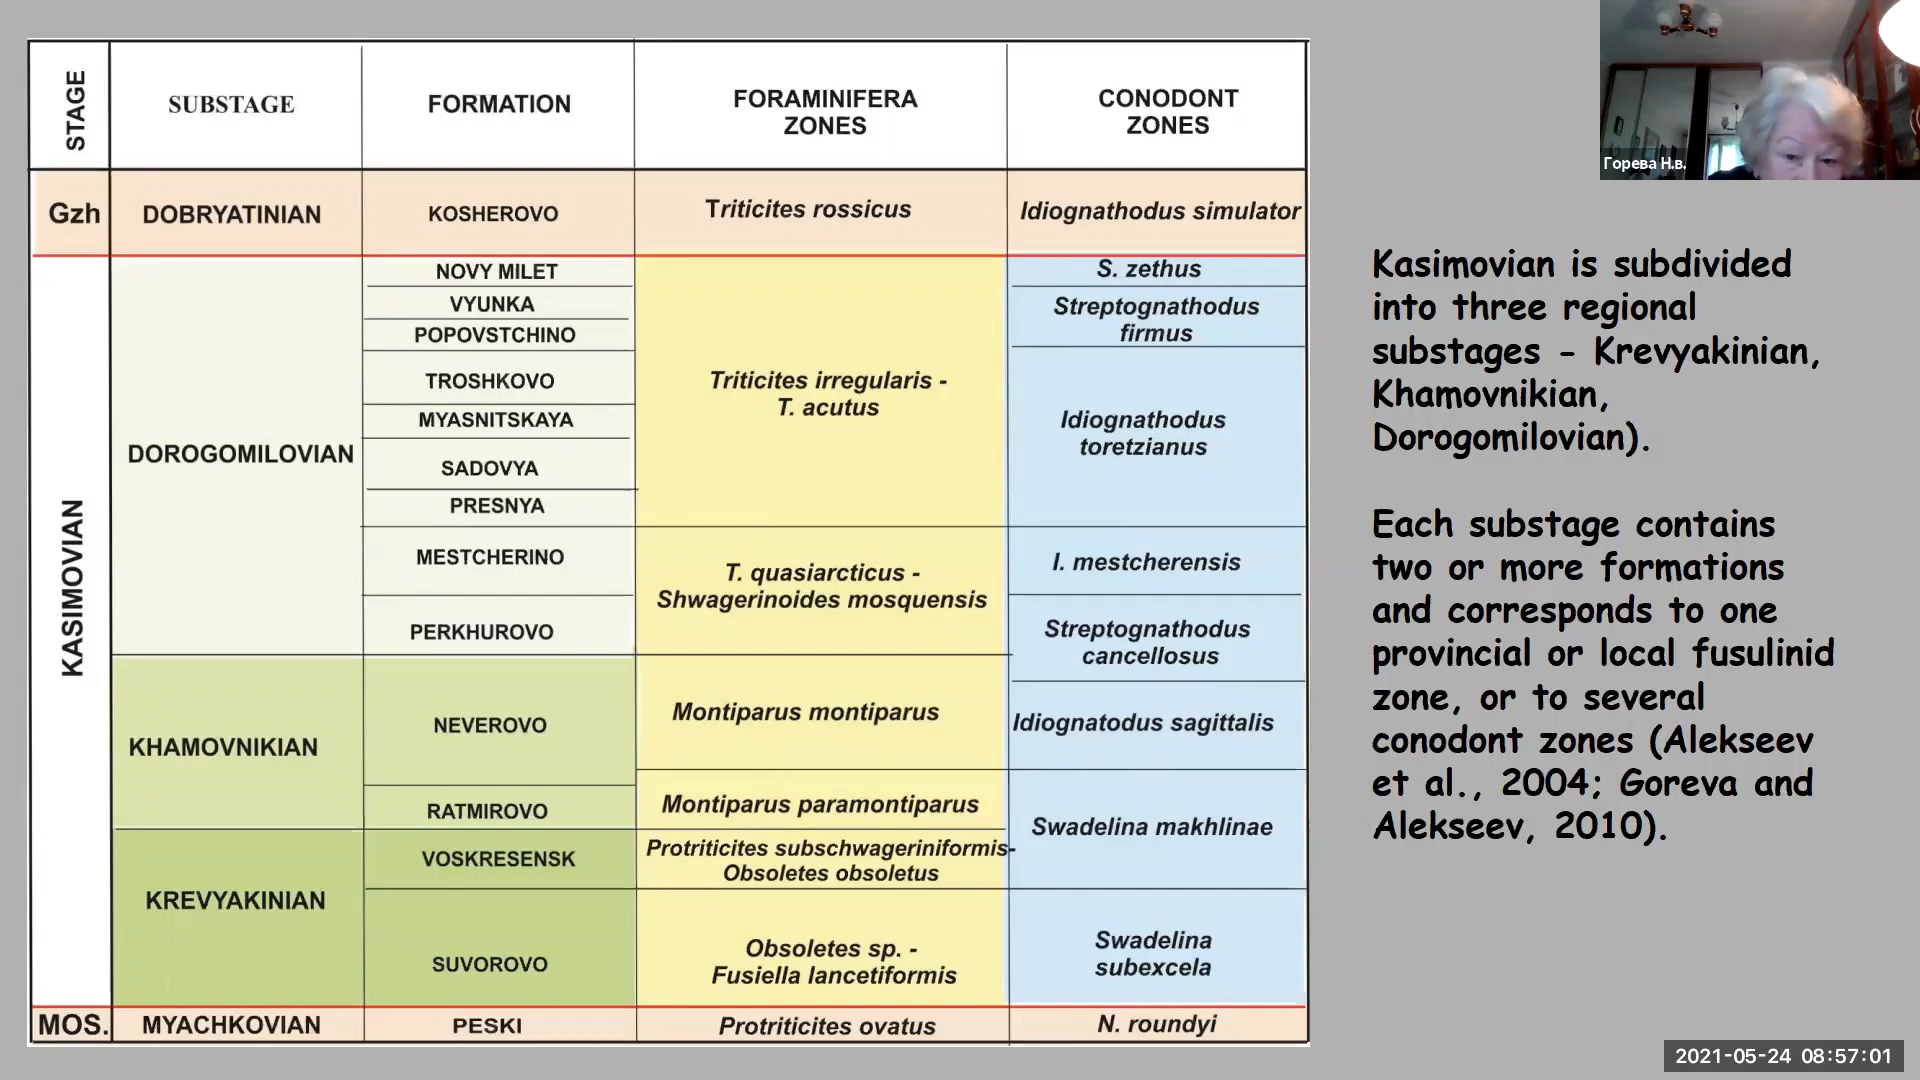 STAGE
SUBSTAGE
FORMATION
FORAMINIFERA
ZONES
CONODONT
ZONES
Gzh
DOBRYATINIAN
KOSHEROVO
Triticites rossicus
Idiognathodus simulator
KASIMOVIAN
DOROGOMILOVIAN
NOVY MILET
VYUNKA
POPOVSTCHINO
TROSHKOVO
MYASNITSKAYA
SADOVYA
PRESNYA
MESTCHERINO
PERKHUROVO
Triticites irregularis -
T. acutus
T. quasiarcticus -
Shwagerinoides mosquensis
S. zethus
Streptognathodus
firmus
Idiognathodus
toretzianus
I. mestcherensis
Streptognathodus
cancellosus
KHAMOVNIKIAN
NEVEROVO
RATMIROVO
Montiparus montiparus
Montiparus paramontiparus
Idiognatodus sagittalis
Swadelina makhlinae
KREVYAKINIAN
VOSKRESENSK
SUVOROVO
Protriticites subschwageriniformis-
Obsoletes obsoletus
Obsoletes sp. -
Fusiella lancetiformis
Swadelina
subexcela
MOS.
MYACHKOVIAN
PESKI
Protriticites ovatus
N. roundyi
Горева Н.в.
Kasimovian is subdivided
into three regional
substages - Krevyakinian,
Khamovnikian,
Dorogomilovian).
Each substage contains
two or more formations
and corresponds to one
provincial or local fusulinid
zone, or to several
conodont zones (Alekseev
et al., 2004; Goreva and
Alekseev, 2010).
2021-05-24 08:57:01